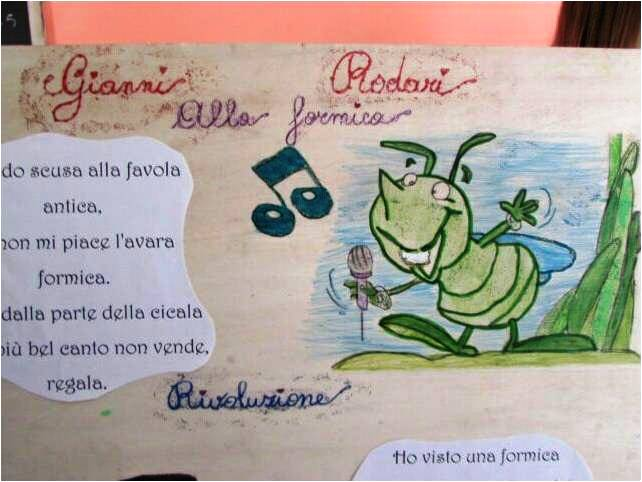 Gianni Rodari
Alla formica
do scusa alla favola
antica,
non mi piace l'avara
formica.
dalla parte della cicala
più bel canto non vende,
regala.
Rivoluzione
Ho visto una formica